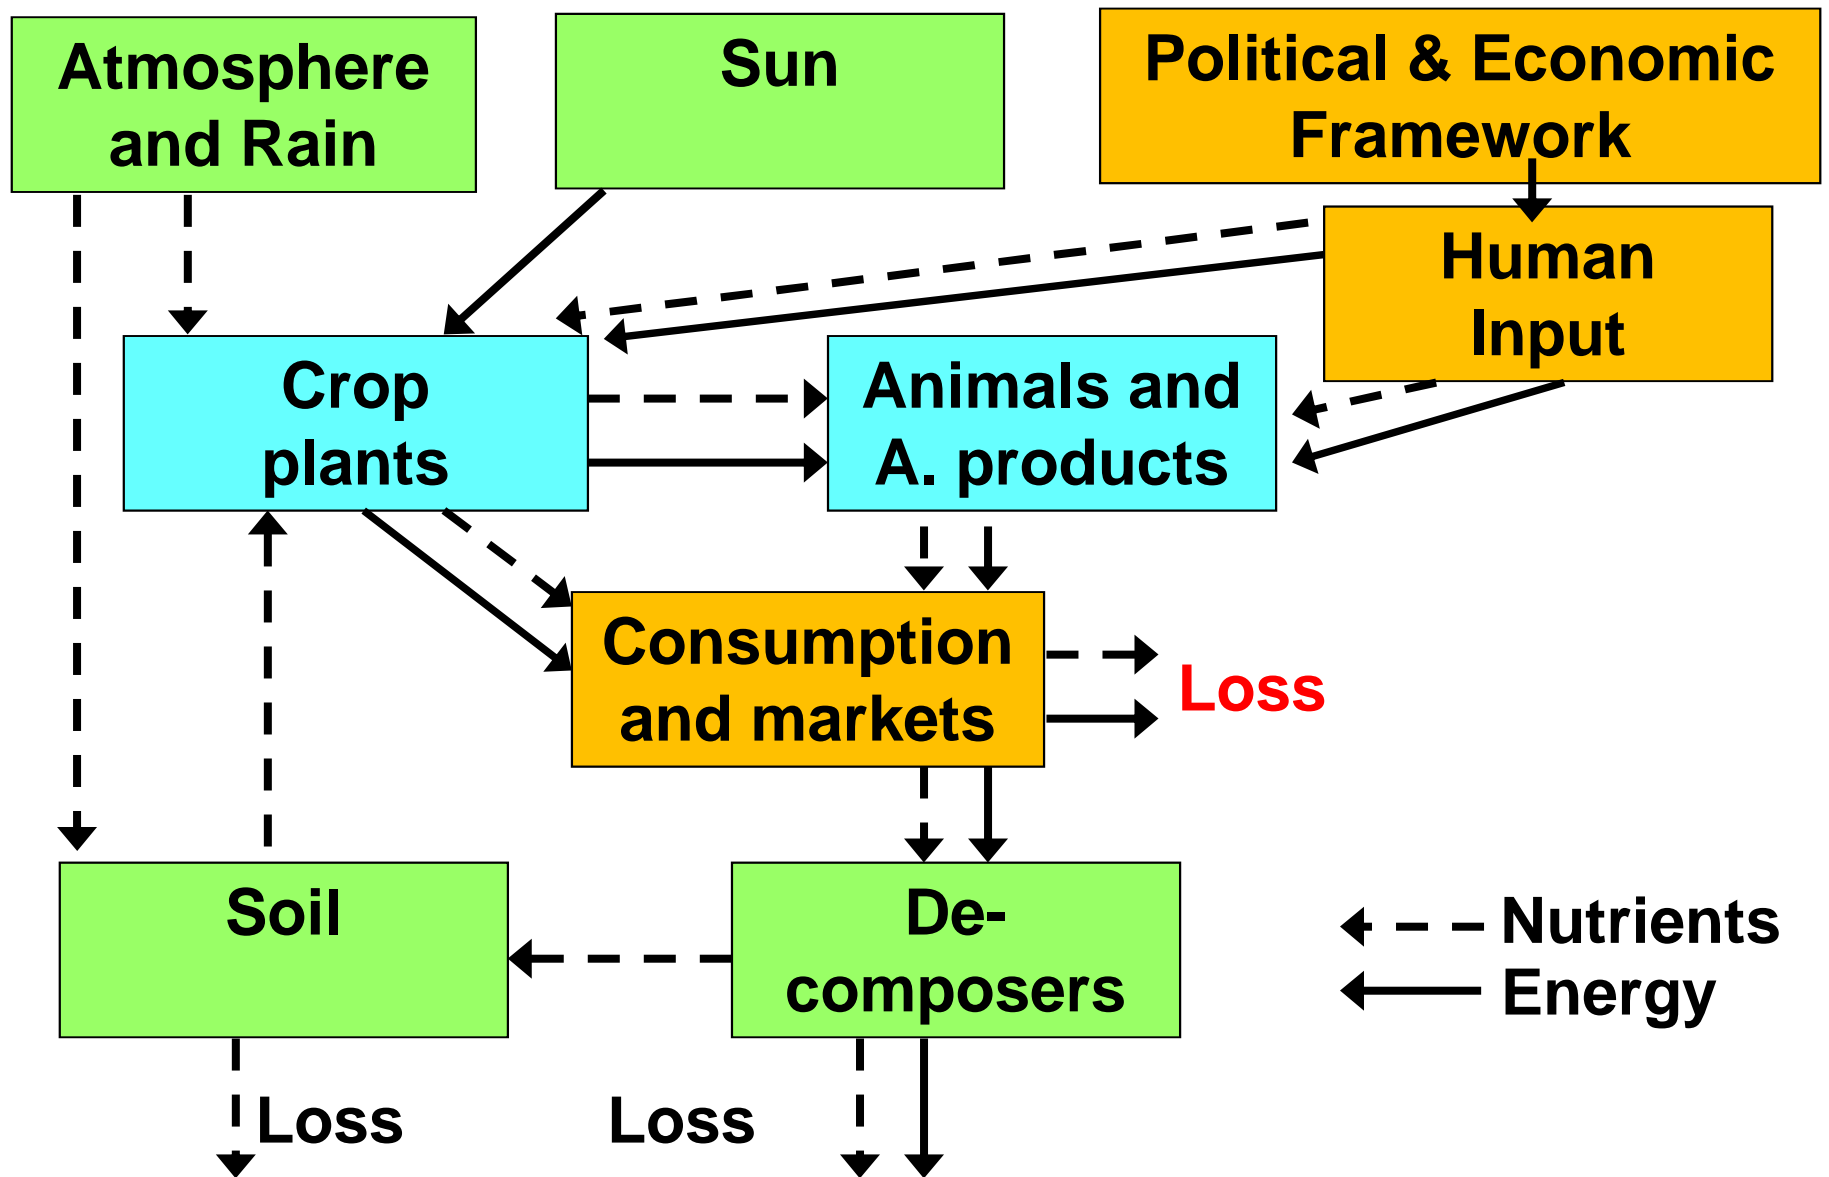 Atmosphere
and Rain
Sun
Political & Economic
Framework
Human
Input
Crop
plants
Animals and
A. products
Consumption
and markets
Loss
Soil
De-
composers
Nutrients
Energy
Loss
Loss